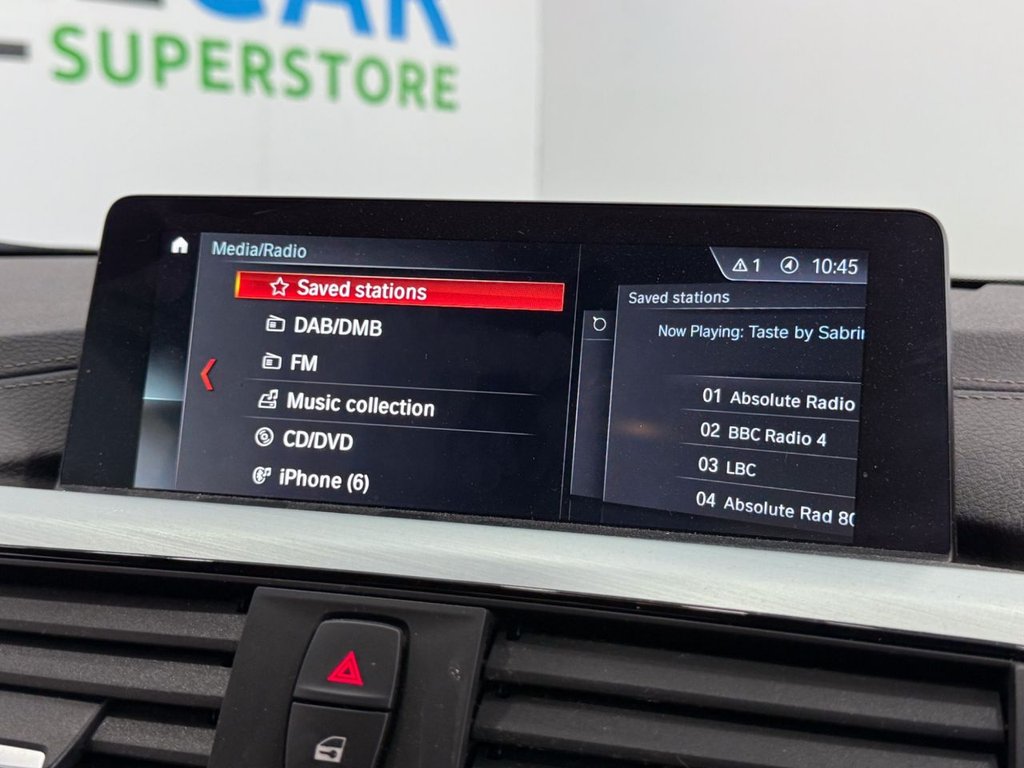 CAR
SUPERSTORE
Media/Radio
1 10:45
Saved stations
DAB/DMB
FM
Music collection
CD/DVD
iPhone (6)
Saved stations
Now Playing: Taste by Sabri
01 Absolute Radio
02 BBC Radio 4
03 LBC
04 Absolute Rad 80